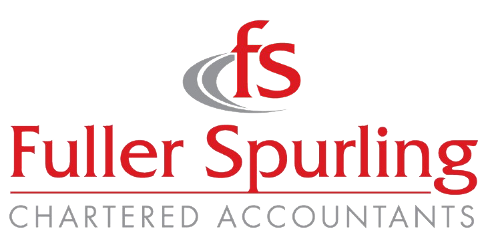 fs
Fuller Spurling
CHARTERED ACCOUNTANTS